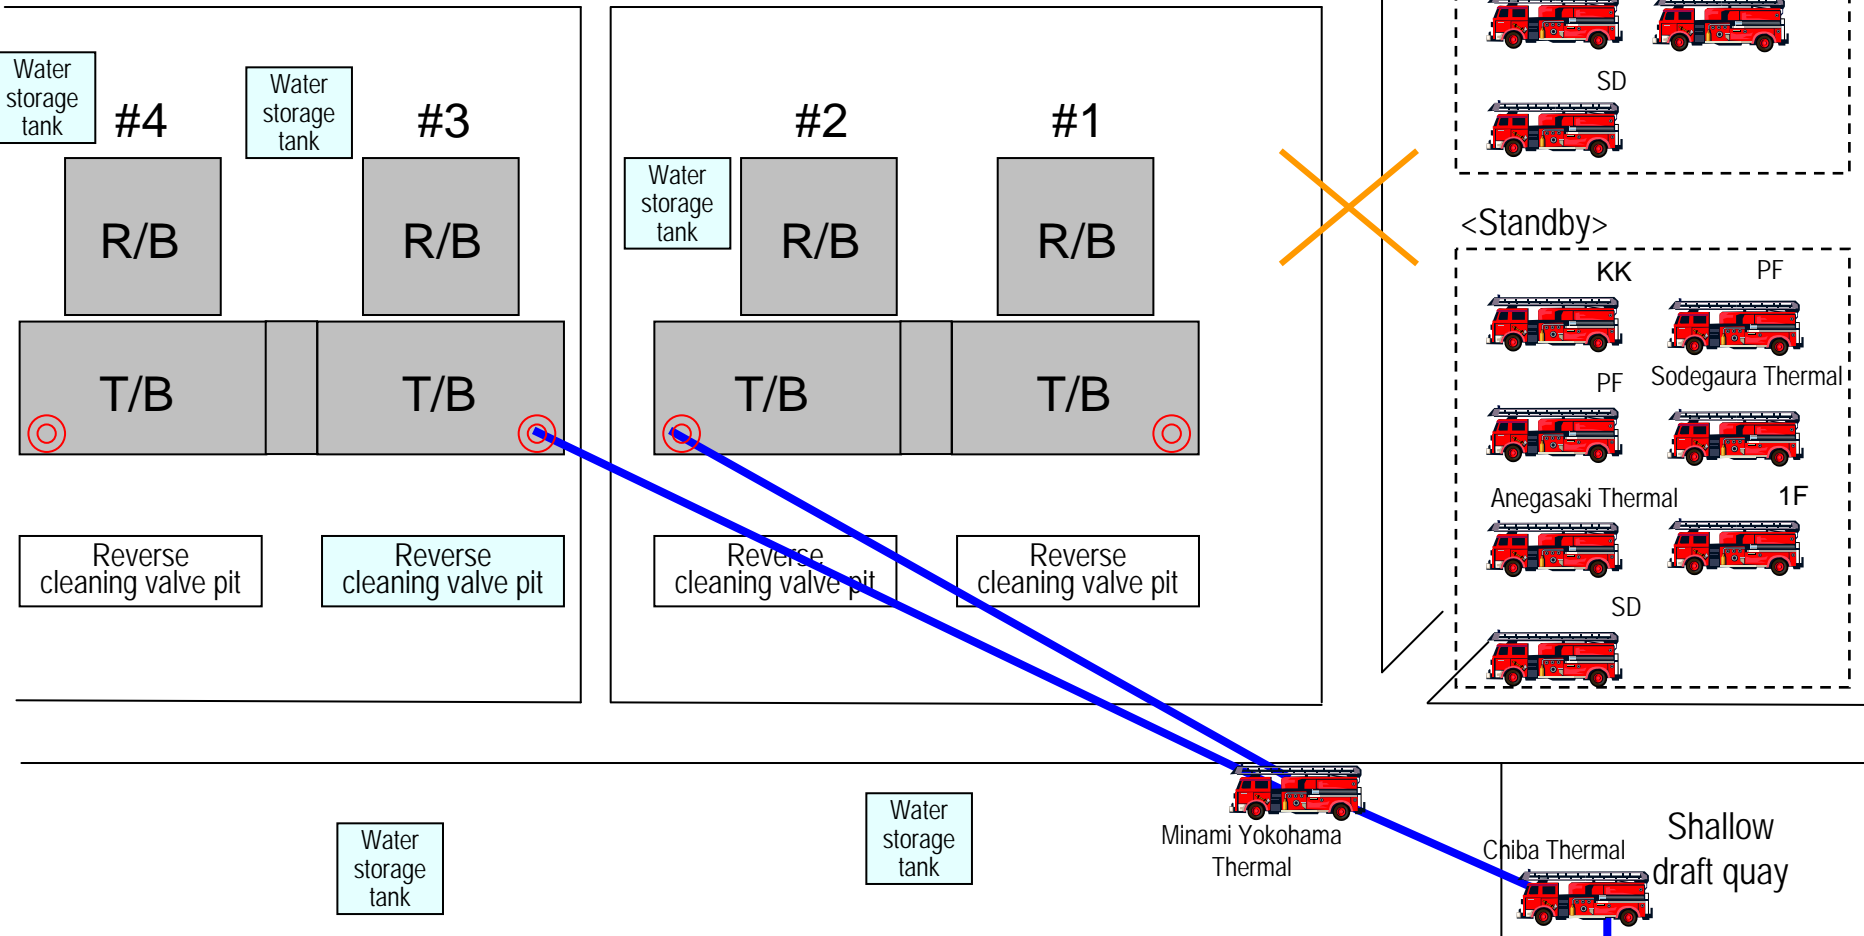 SD
Water
storage
tank
#4
Water
storage
tank
#3
#2
#1
Water
storage
tank
R/B
R/B
R/B
R/B
<Standby>
KK
PF
T/B
T/B
T/B
T/B
PF
Sodegaura Thermal
Anegasaki Thermal
1F
Reverse
cleaning valve pit
Reverse
cleaning valve pit
Reverse
cleaning valve pit
Reverse
cleaning valve pit
SD
Water
storage
tank
Water
storage
tank
Minami Yokohama
Thermal
Chiba Thermal
Shallow
draft quay